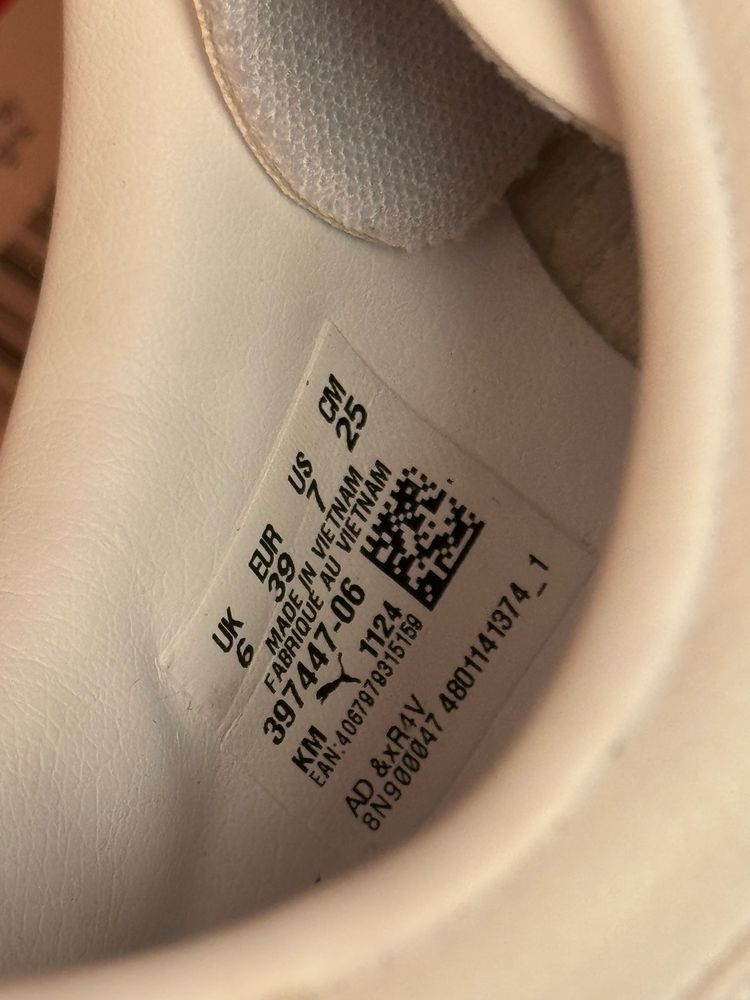 UK EUR US CM
6 39 7 25
MADE IN VIETNAM
FABRIQUE AU VIETNAM
397447-06
KM 1124
EAN:4067979315159
AD &xR4V
8N900047 4801141374_1